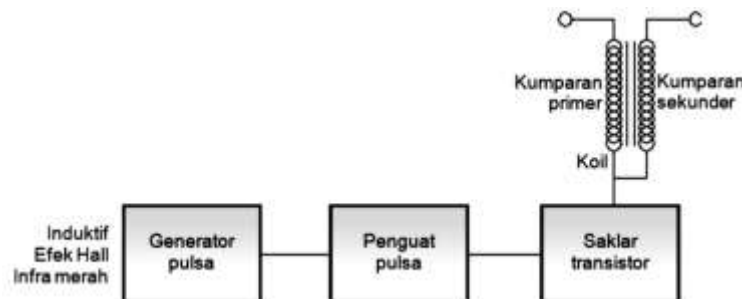 Kumparan
primer
Kumparan
sekunder
Koil
Induktif
Efek Hall
Infra merah
Generator
pulsa
Penguat
pulsa
Saklar
transistor